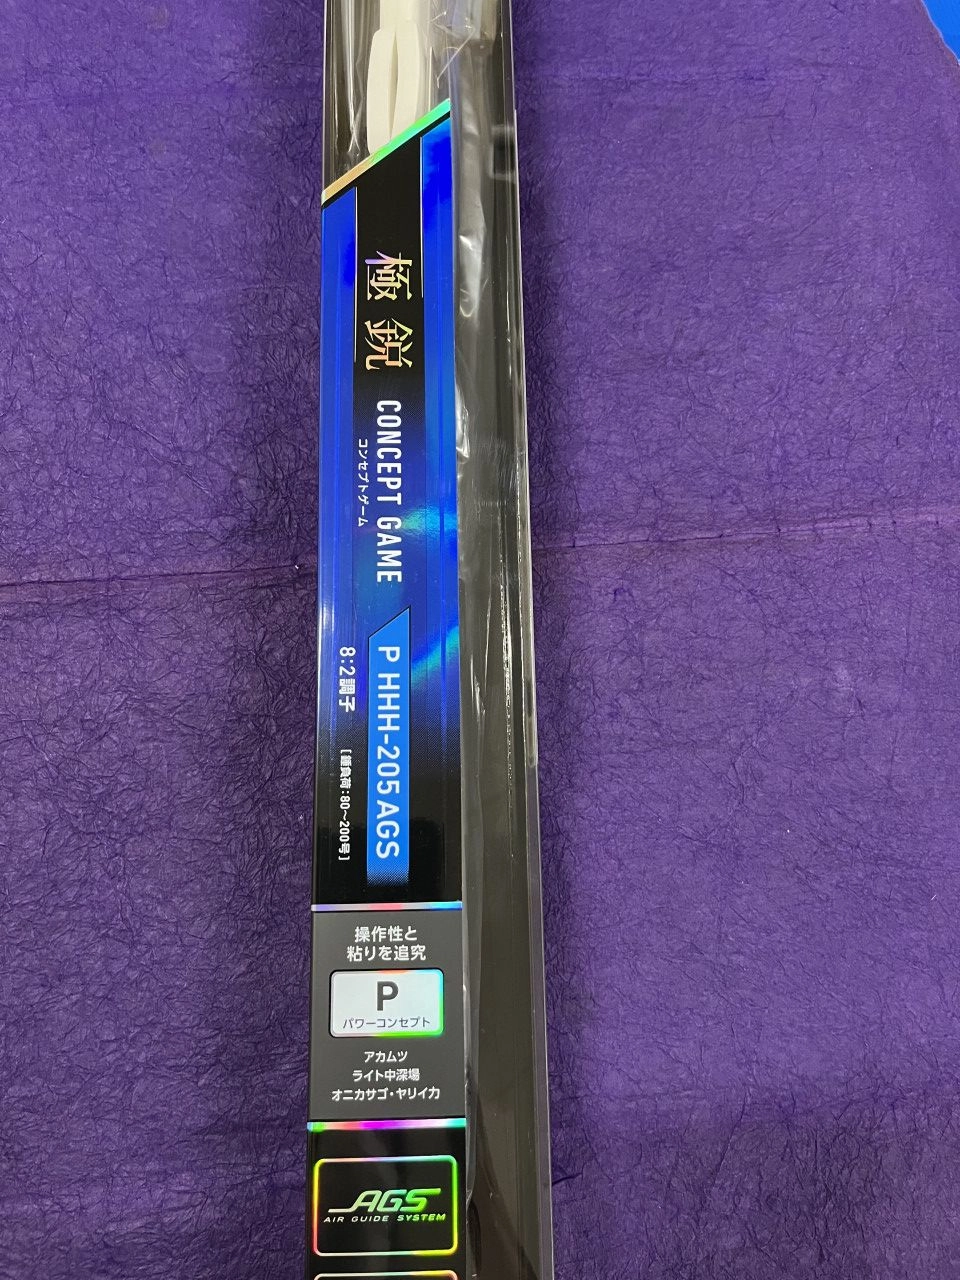 極鋭
CONCEPT GAME
コンセプトゲーム
P HHH-205 AGS
8:2調子
[錘負荷:80～200号]
操作性と
粘りを追究
P
パワーコンセプト
アカムツ
ライト中深場
オニカサゴ・ヤリイカ
AGS
AIR GUIDE SYSTEM